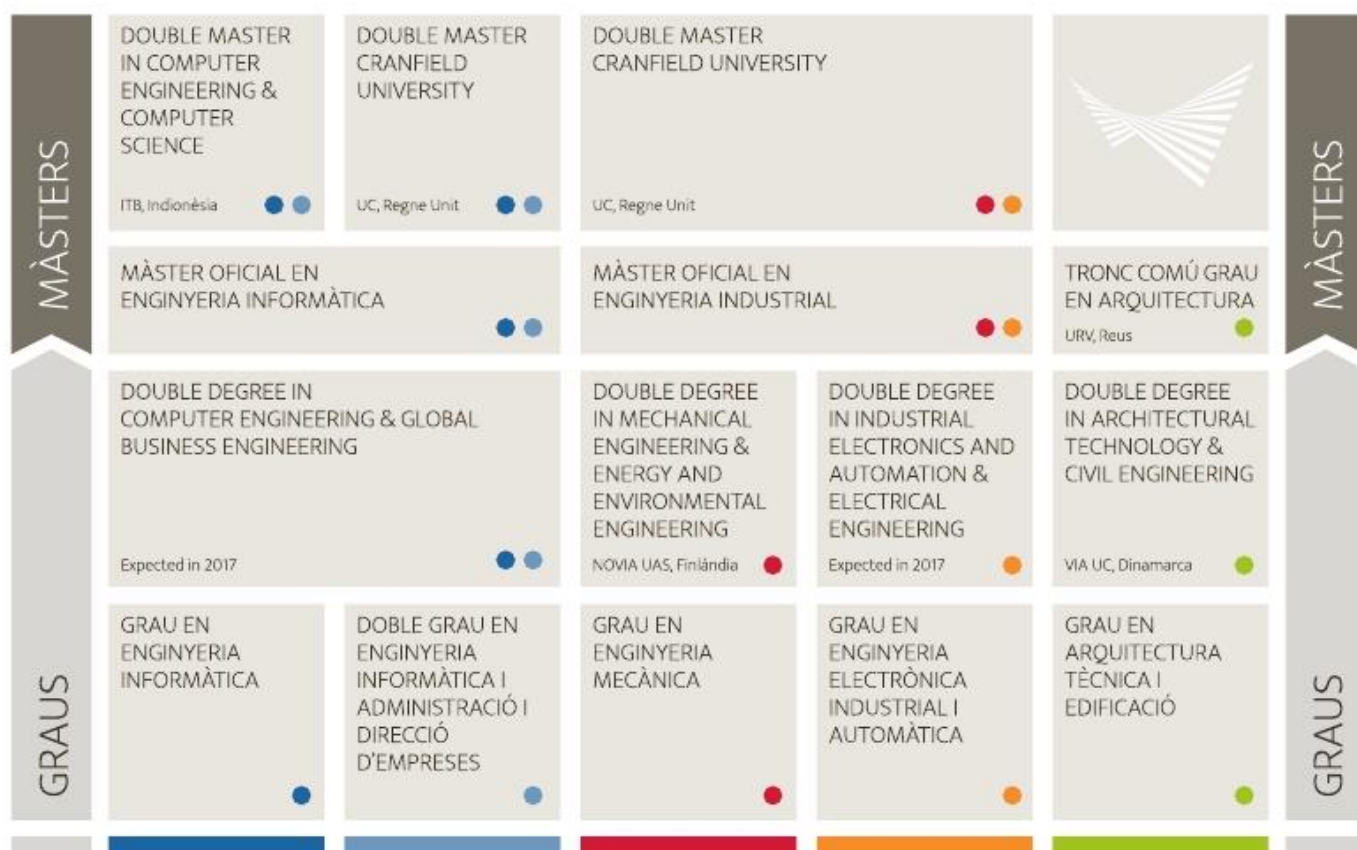 MÀSTERS
DOUBLE MASTER
IN COMPUTER
ENGINEERING &
COMPUTER
SCIENCE
ITB, Indionèsia
DOUBLE MASTER
CRANFIELD
UNIVERSITY
UC, Regne Unit
DOUBLE MASTER
CRANFIELD UNIVERSITY
UC, Regne Unit
MÀSTERS
MÀSTER OFICIAL EN
ENGINYERIA INFORMÀTICA
MÀSTER OFICIAL EN
ENGINYERIA INDUSTRIAL
TRONC COMÚ GRAU
EN ARQUITECTURA
URV, Reus
GRAUS
DOUBLE DEGREE IN
COMPUTER ENGINEERING & GLOBAL
BUSINESS ENGINEERING
Expected in 2017
DOUBLE DEGREE
IN MECHANICAL
ENGINEERING &
ENERGY AND
ENVIRONMENTAL
ENGINEERING
NOVIA UAS, Finlàndia
DOUBLE DEGREE
IN INDUSTRIAL
ELECTRONICS AND
AUTOMATION &
ELECTRICAL
ENGINEERING
Expected in 2017
DOUBLE DEGREE
IN ARCHITECTURAL
TECHNOLOGY &
CIVIL ENGINEERING
VIA UC, Dinamarca
GRAUS
GRAU EN
ENGINYERIA
INFORMÀTICA
DOBLE GRAU EN
ENGINYERIA
INFORMÀTICA I
ADMINISTRACIÓ I
DIRECCIÓ
D'EMPRESES
GRAU EN
ENGINYERIA
MECÀNICA
GRAU EN
ENGINYERIA
ELECTRÒNICA
INDUSTRIAL I
AUTOMÀTICA
GRAU EN
ARQUITECTURA
TÈCNICA I
EDIFICACIÓ